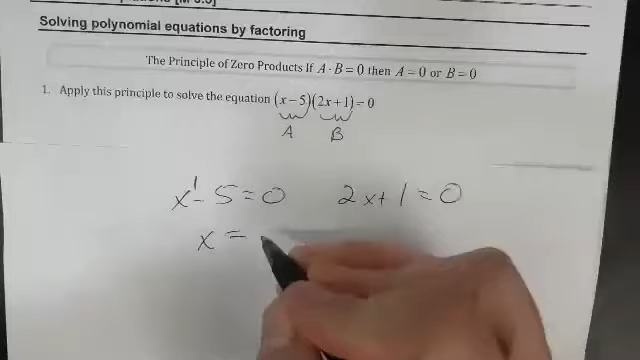 Solving polynomial equations by factoring
The Principle of Zero Products If A · B = 0 then A = 0 or B = 0
1. Apply this principle to solve the equation (x − 5)(2x + 1) = 0
A B
x¹ - 5 = 0 2x + 1 = 0
x =